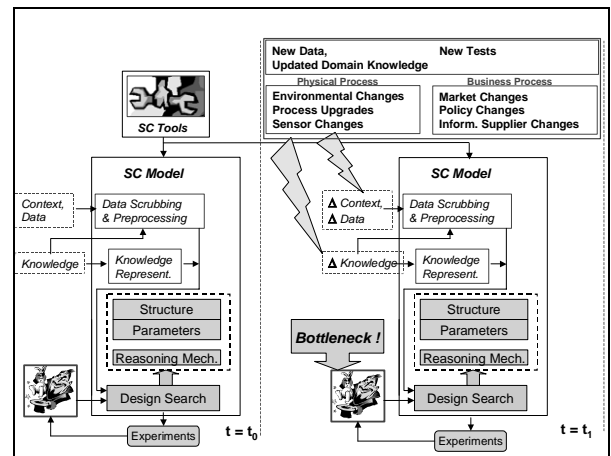 New Data,
New Tests
Updated Domain Knowledge
Physical Process
Business Process
Environmental Changes
Process Upgrades
Sensor Changes
Market Changes
Policy Changes
Inform. Supplier Changes
SC Tools
SC Model
Context,
Data
Data Scrubbing
& Preprocessing
Knowledge
Knowledge
Represent.
Structure
Parameters
Reasoning Mech.
Design Search
Experiments
t = t0
SC Model
Δ Context,
Δ Data
Data Scrubbing
& Preprocessing
Δ Knowledge
Knowledge
Represent.
Structure
Parameters
Reasoning Mech.
Bottleneck !
Design Search
Experiments
t = t1